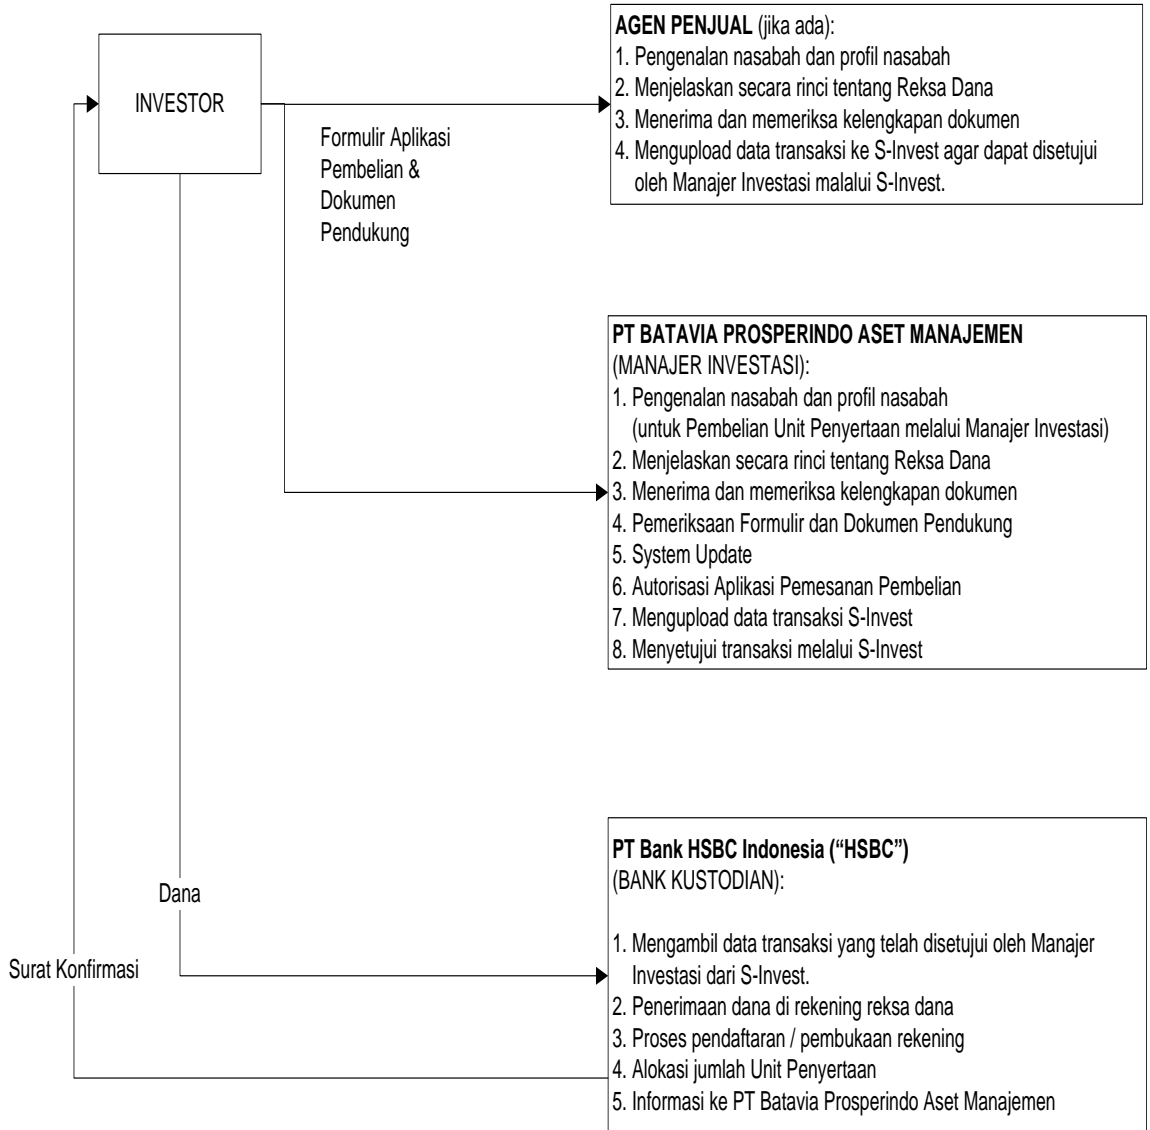 INVESTOR
Formulir Aplikasi
Pembelian &
Dokumen
Pendukung
AGEN PENJUAL (jika ada):
1. Pengenalan nasabah dan profil nasabah
2. Menjelaskan secara rinci tentang Reksa Dana
3. Menerima dan memeriksa kelengkapan dokumen
4. Mengupload data transaksi ke S-Invest agar dapat disetujui
oleh Manajer Investasi malalui S-Invest.
PT BATAVIA PROSPERINDO ASET MANAJEMEN
(MANAJER INVESTASI):
1. Pengenalan nasabah dan profil nasabah
(untuk Pembelian Unit Penyertaan melalui Manajer Investasi)
2. Menjelaskan secara rinci tentang Reksa Dana
3. Menerima dan memeriksa kelengkapan dokumen
4. Pemeriksaan Formulir dan Dokumen Pendukung
5. System Update
6. Autorisasi Aplikasi Pemesanan Pembelian
7. Mengupload data transaksi S-Invest
8. Menyetujui transaksi melalui S-Invest
Dana
Surat Konfirmasi
PT Bank HSBC Indonesia (“HSBC”)
(BANK KUSTODIAN):
1. Mengambil data transaksi yang telah disetujui oleh Manajer
Investasi dari S-Invest.
2. Penerimaan dana di rekening reksa dana
3. Proses pendaftaran / pembukaan rekening
4. Alokasi jumlah Unit Penyertaan
5. Informasi ke PT Batavia Prosperindo Aset Manajemen